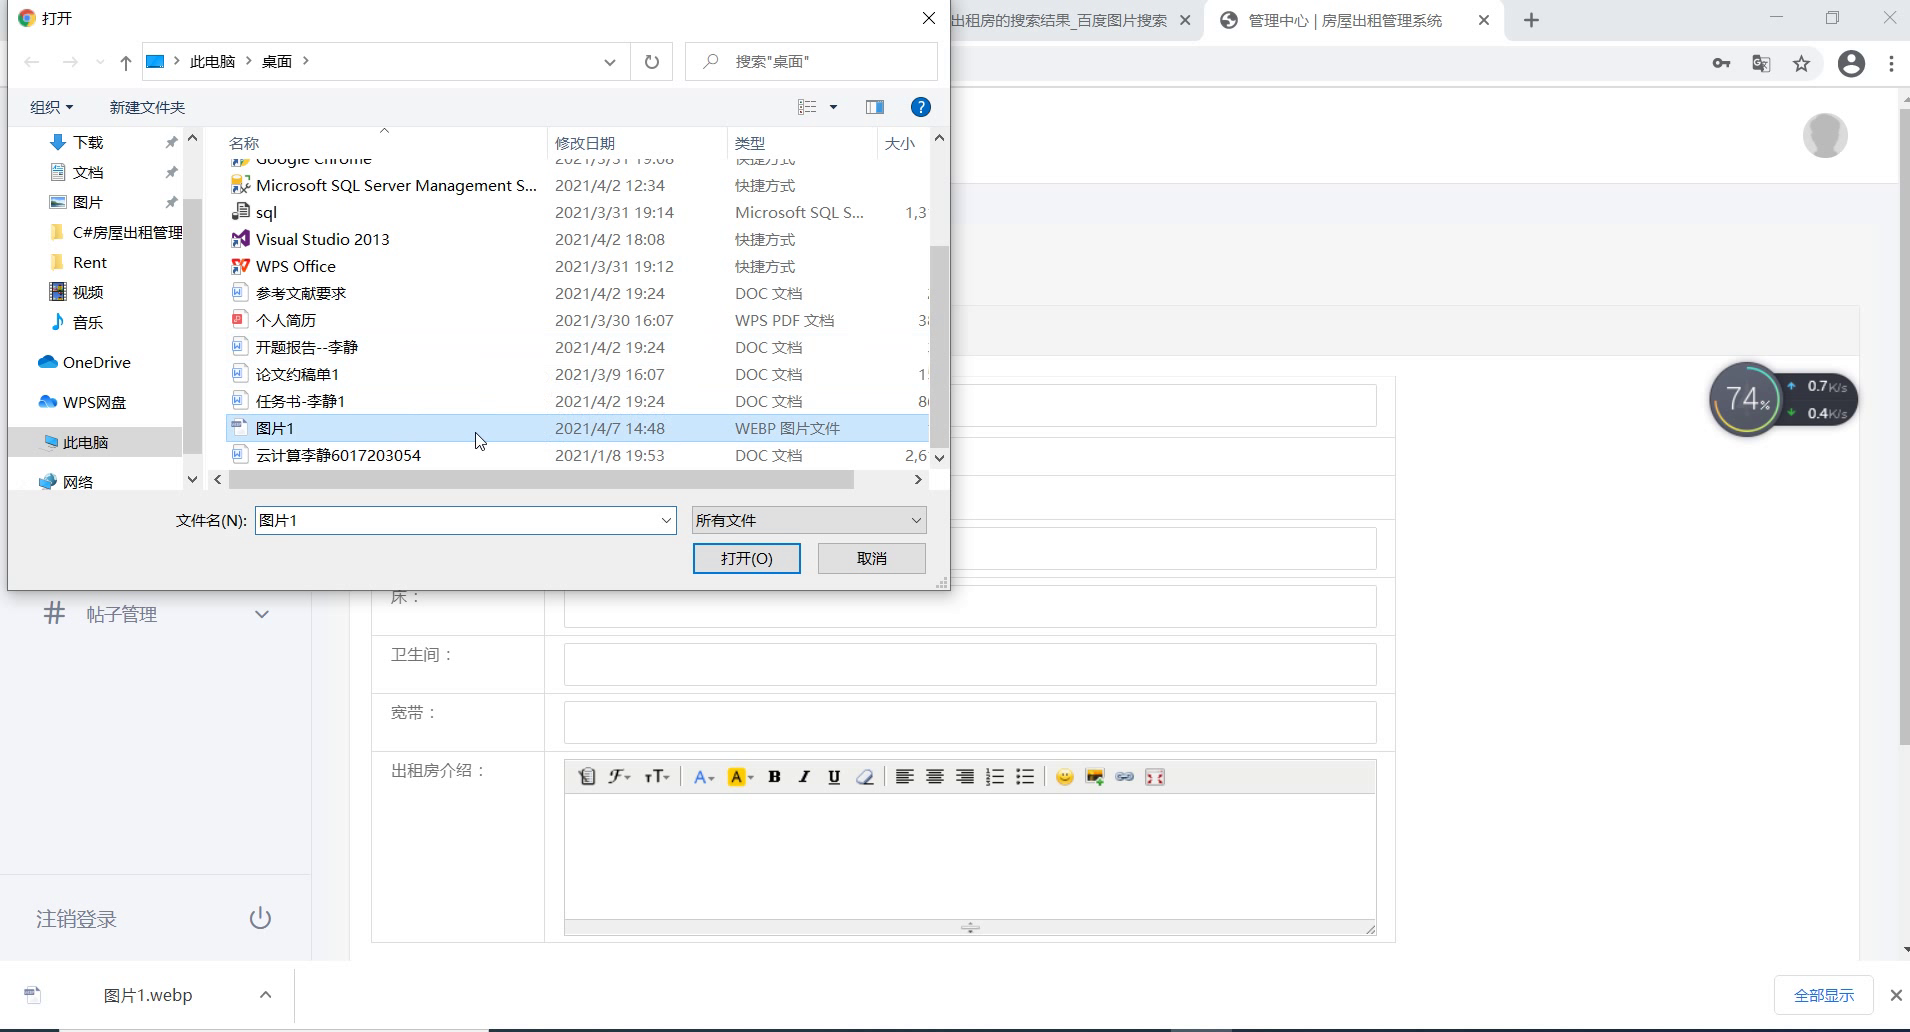 打开
出租房的搜索结果_百度图片搜索
管理中心 | 房屋出租管理系统
此电脑 桌面
搜索"桌面"
组织 新建文件夹
名称 修改日期 类型 大小
Google Chrome 2021/3/31 19:08 快捷方式
Microsoft SQL Server Management S... 2021/4/2 12:34 快捷方式
sql 2021/3/31 19:14 Microsoft SQL S... 1,3
Visual Studio 2013 2021/4/2 18:08 快捷方式
WPS Office 2021/3/31 19:12 快捷方式
参考文献要求 2021/4/2 19:24 DOC 文档
个人简历 2021/3/30 16:07 WPS PDF 文档 3
开题报告--李静 2021/4/2 19:24 DOC 文档
论文约稿单1 2021/3/9 16:07 DOC 文档 1
任务书-李静1 2021/4/2 19:24 DOC 文档 8
图片1 2021/4/7 14:48 WEBP 图片文件
云计算李静6017203054 2021/1/8 19:53 DOC 文档 2,6
下载
文档
图片
C#房屋出租管理
Rent
视频
音乐
OneDrive
WPS网盘
此电脑
网络
文件名(N): 图片1 所有文件
打开(O) 取消
74% 0.7K/s
0.4K/s
帖子管理
床：
卫生间：
宽带：
出租房介绍：
注销登录
图片1.webp
全部显示